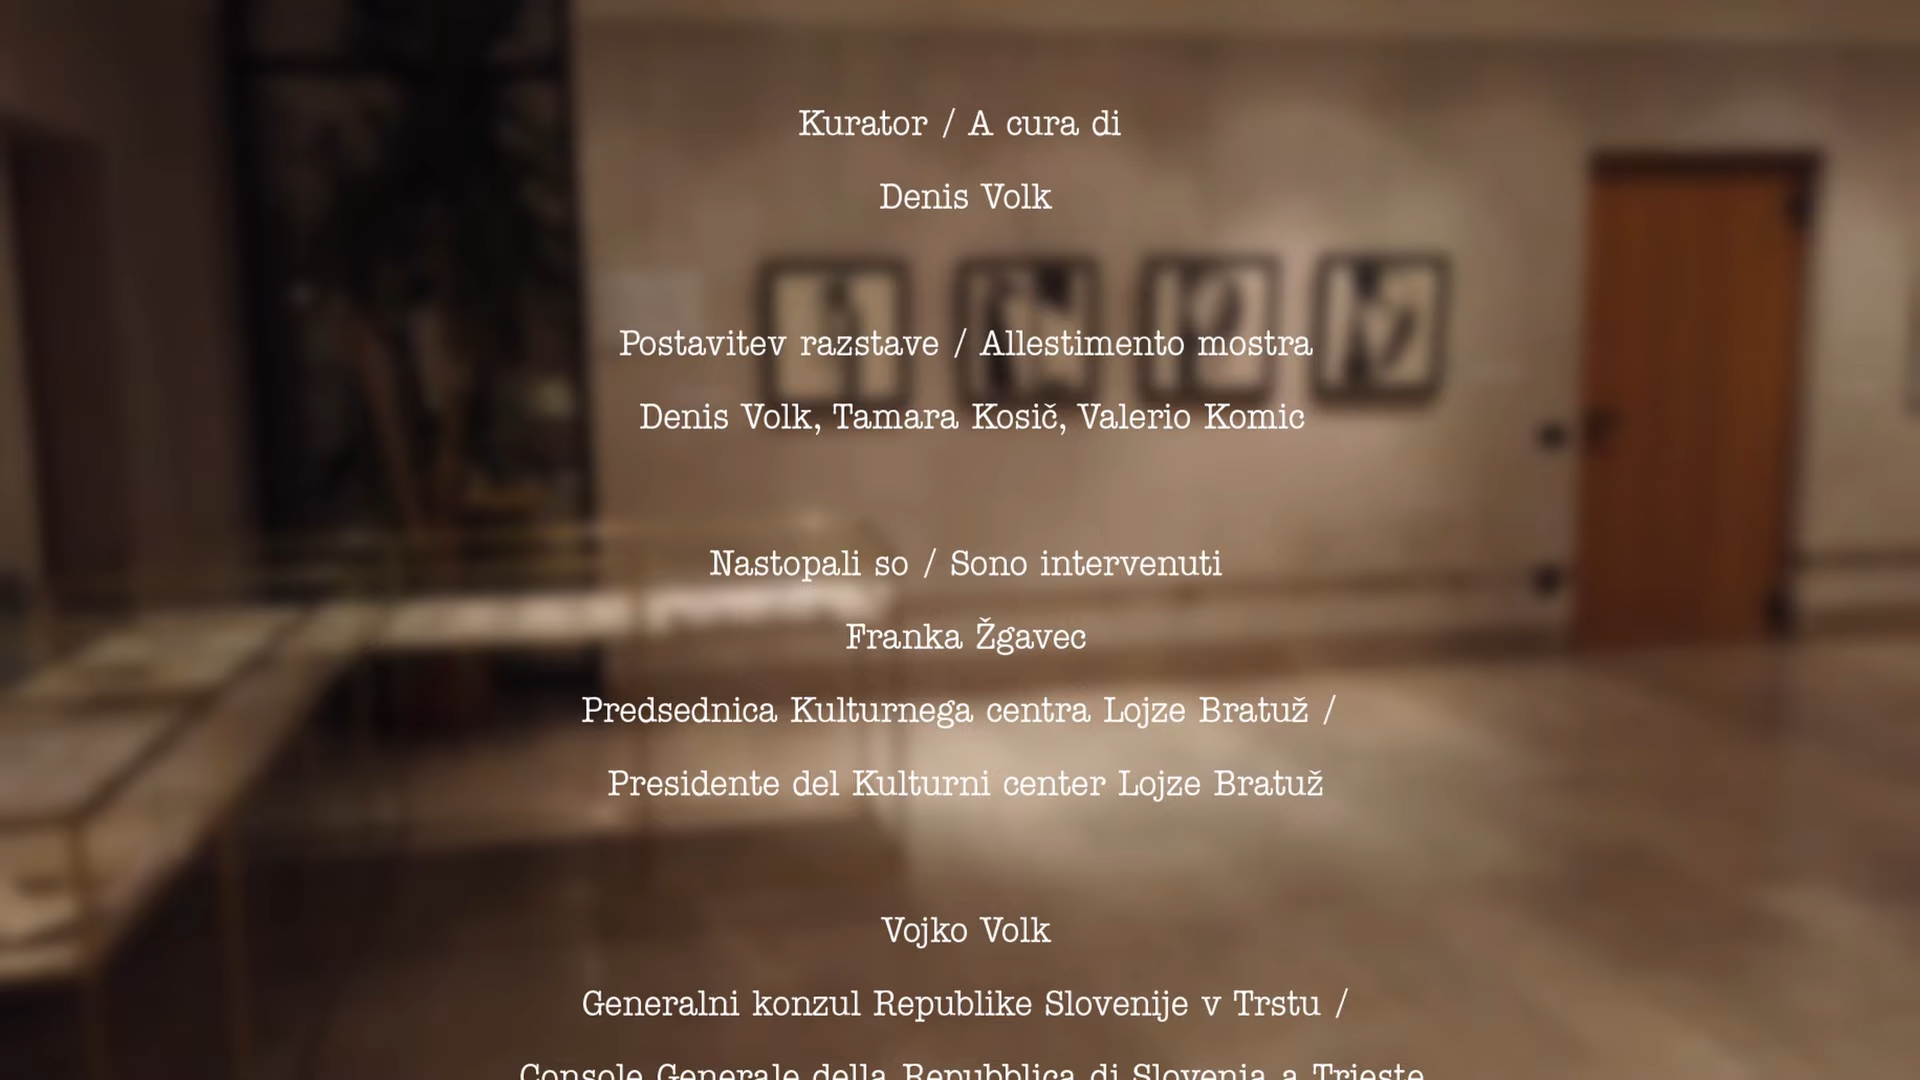 Kurator / A cura di
Denis Volk
Postavitev razstave / Allestimento mostra
Denis Volk, Tamara Kosič, Valerio Komic
Nastopali so / Sono intervenuti
Franka Žgavec
Predsednica Kulturnega centra Lojze Bratuž /
Presidente del Kulturni center Lojze Bratuž
Vojko Volk
Generalni konzul Republike Slovenije v Trstu /
Console Generale della Repubblica di Slovenia a Trieste